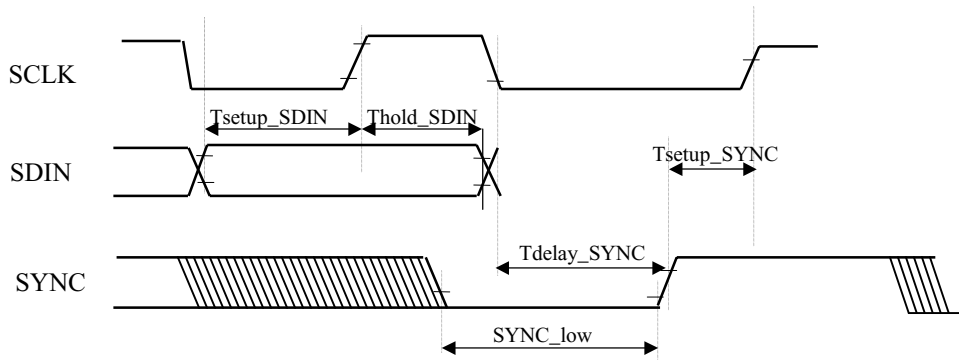 SCLK
Tsetup_SDIN
Thold_SDIN
SDIN
Tsetup_SYNC
Tdelay_SYNC
SYNC
SYNC_low